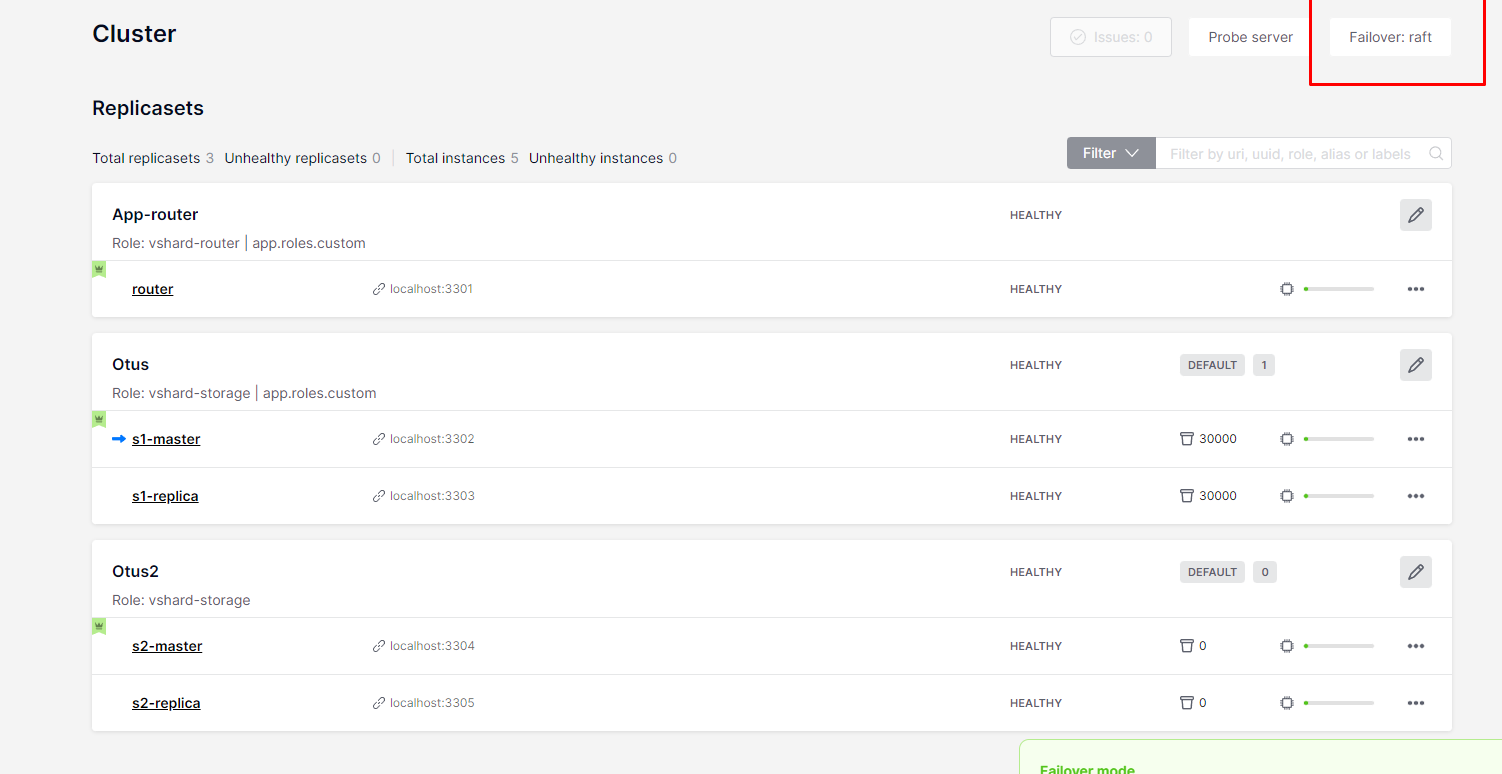 Cluster
Issues: 0 Probe server Failover: raft
Replicasets
Total replicasets 3 Unhealthy replicasets 0 Total instances 5 Unhealthy instances 0
Filter Filter by uri, uuid, role, alias or labels
App-router HEALTHY
Role: vshard-router | app.roles.custom
router localhost:3301 HEALTHY
Otus HEALTHY DEFAULT 1
Role: vshard-storage | app.roles.custom
s1-master localhost:3302 HEALTHY 30000
s1-replica localhost:3303 HEALTHY 30000
Otus2 HEALTHY DEFAULT 0
Role: vshard-storage
s2-master localhost:3304 HEALTHY 0
s2-replica localhost:3305 HEALTHY 0
Failover mode